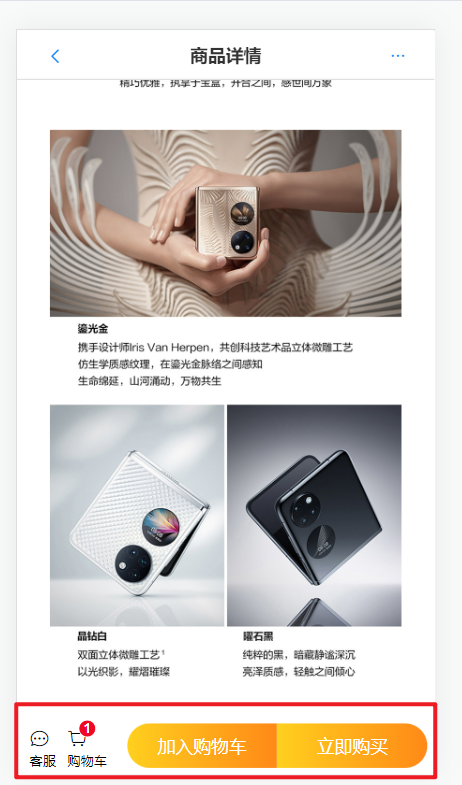 商品详情
精巧优雅，执掌于宝盒，开合之间，感世间万象
鎏光金
携手设计师Iris Van Herpen，共创科技艺术品立体微雕工艺
仿生学质感纹理，在鎏光金脉络之间感知
生命绵延，山河涌动，万物共生
晶钻白
双面立体微雕工艺¹
以光织影，耀熠璀璨
曜石黑
纯粹的黑，暗藏静谧深沉
亮泽质感，轻触之间倾心
1
客服
购物车
加入购物车
立即购买